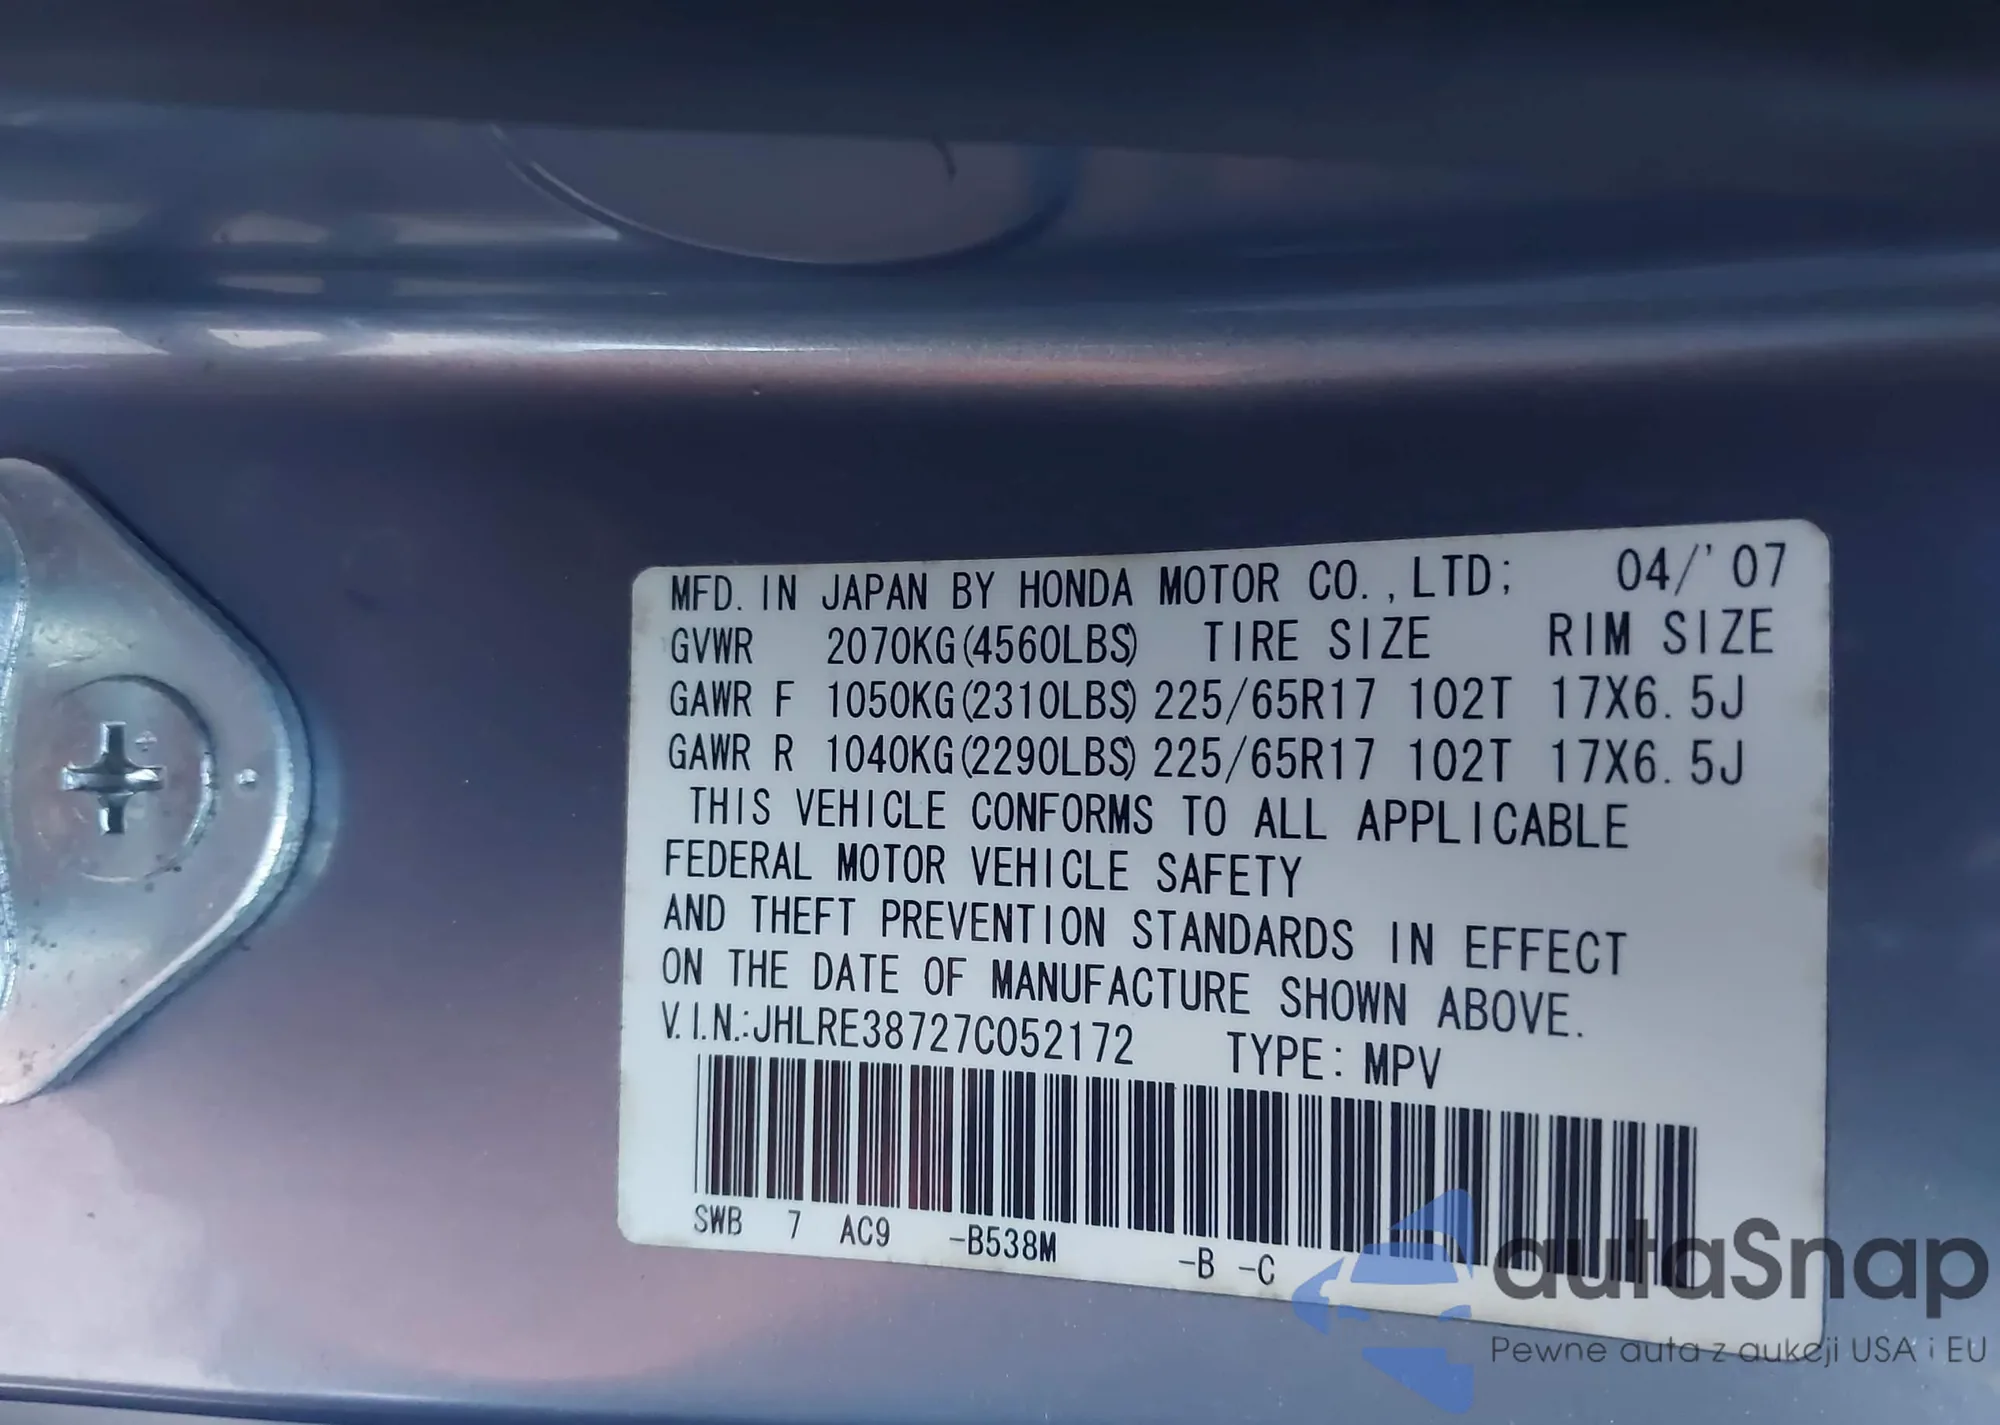 MFD. IN JAPAN BY HONDA MOTOR CO., LTD; 04/'07
GVWR 2070KG(4560LBS) TIRE SIZE RIM SIZE
GAWR F 1050KG(2310LBS) 225/65R17 102T 17X6.5J
GAWR R 1040KG(2290LBS) 225/65R17 102T 17X6.5J
THIS VEHICLE CONFORMS TO ALL APPLICABLE
FEDERAL MOTOR VEHICLE SAFETY
AND THEFT PREVENTION STANDARDS IN EFFECT
ON THE DATE OF MANUFACTURE SHOWN ABOVE.
V.I.N.:JHLRE38727C052172 TYPE: MPV
SWB 7 AC9 -B538M -B -C
autaSnap
Pewne auta z aukcji USA i EU